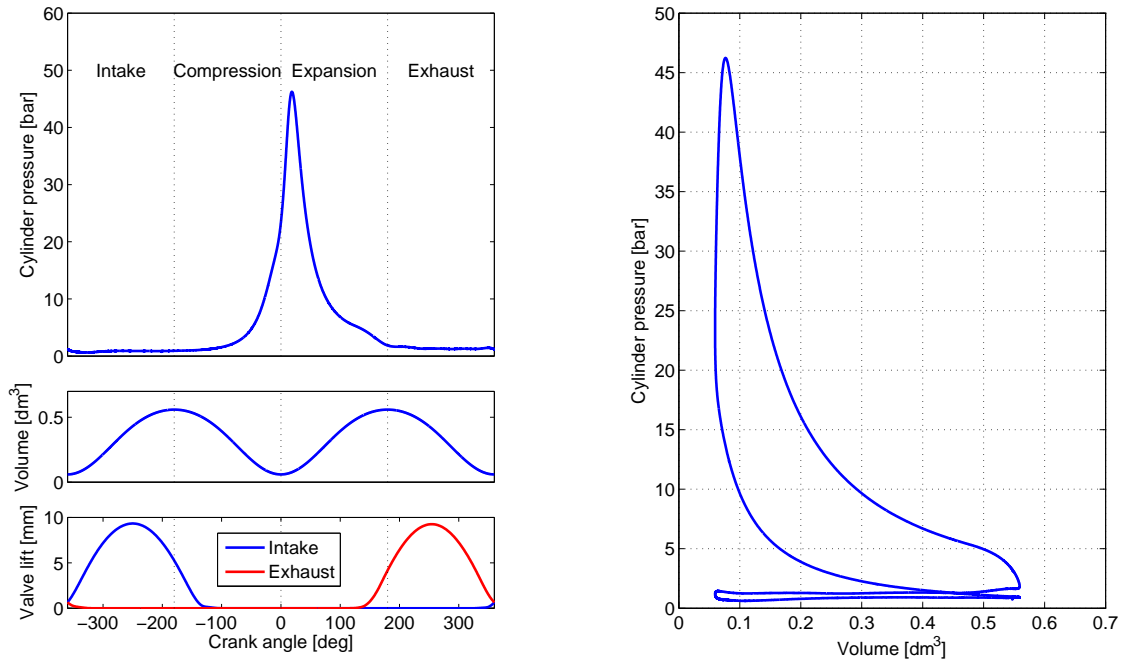 60
50
40
30
20
10
0
Cylinder pressure [bar]
Intake
Compression
Expansion
Exhaust
0.5
0
Volume [dm3]
10
5
0
Valve lift [mm]
Intake
Exhaust
−300 −200 −100 0 100 200 300
Crank angle [deg]
50
45
40
35
30
25
20
15
10
5
0
Cylinder pressure [bar]
0 0.1 0.2 0.3 0.4 0.5 0.6 0.7
Volume [dm3]